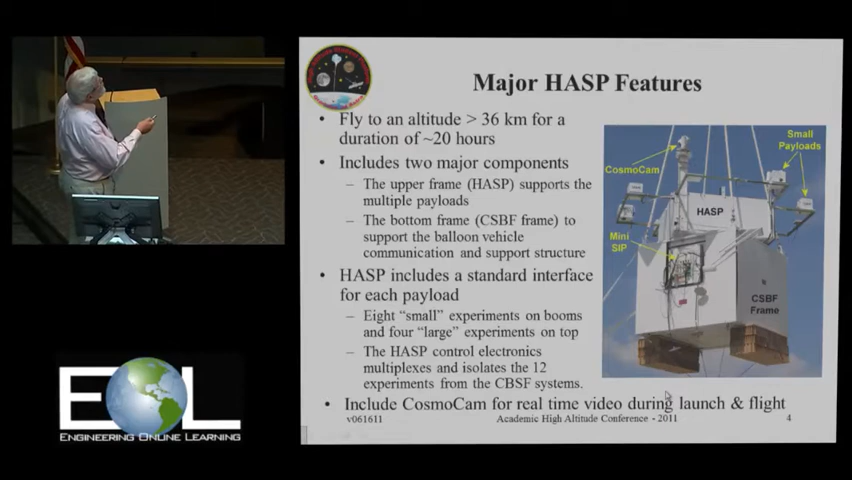 Major HASP Features
• Fly to an altitude > 36 km for a
duration of ~20 hours
• Includes two major components
– The upper frame (HASP) supports the
multiple payloads
– The bottom frame (CSBF frame) to
support the balloon vehicle
communication and support structure
• HASP includes a standard interface
for each payload
– Eight “small” experiments on booms
and four “large” experiments on top
– The HASP control electronics
multiplexes and isolates the 12
experiments from the CBSF systems.
• Include CosmoCam for real time video during launch & flight
Small
Payloads
CosmoCam
HASP
Mini
SIP
CSBF
Frame
v061611
Academic High Altitude Conference - 2011
4
EOL
ENGINEERING ONLINE LEARNING